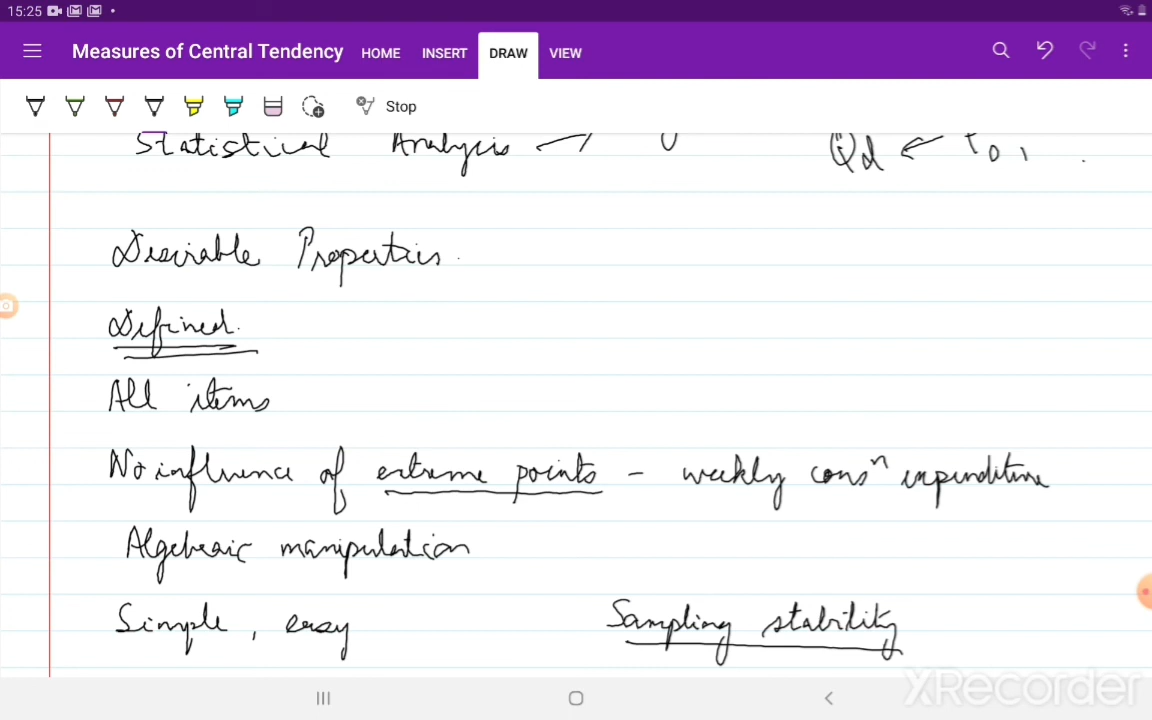 15:25
Measures of Central Tendency HOME INSERT DRAW VIEW
Stop
Statistical Analysis → Qd ←
Desirable Properties.
Defined.
All items
No influence of extreme points - weekly consⁿ expenditure
Algebraic manipulation
Simple, easy Sampling stability
XRecorder